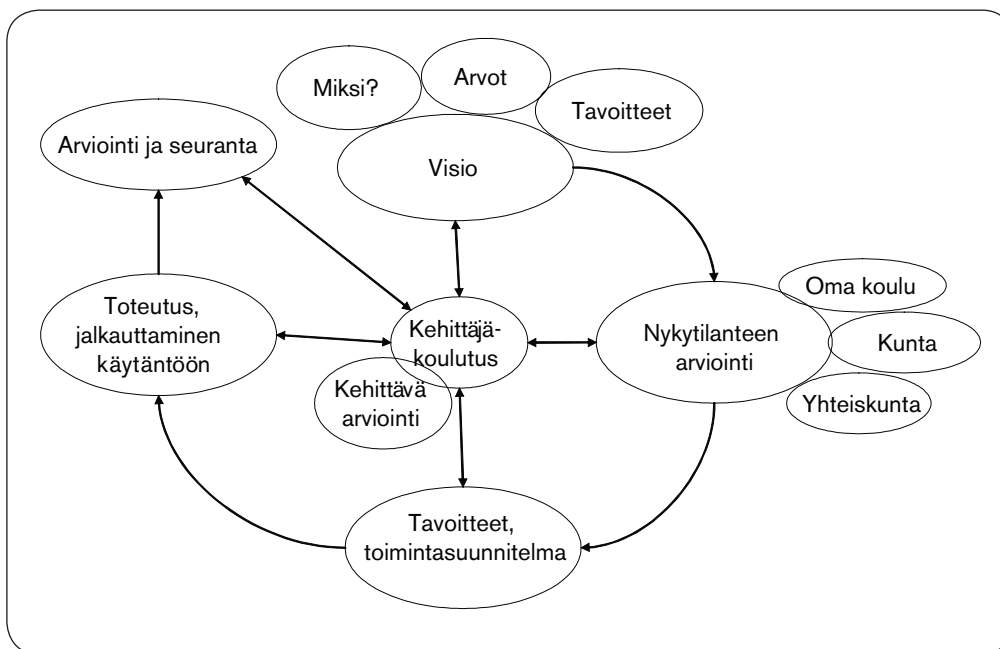 Miksi?
Arvot
Tavoitteet
Arviointi ja seuranta
Visio
Oma koulu
Kunta
Yhteiskunta
Nykytilanteen
arviointi
Toteutus,
jalkauttaminen
käytäntöön
Kehittäjä-
koulutus
Kehittävä
arviointi
Tavoitteet,
toimintasuunnitelma